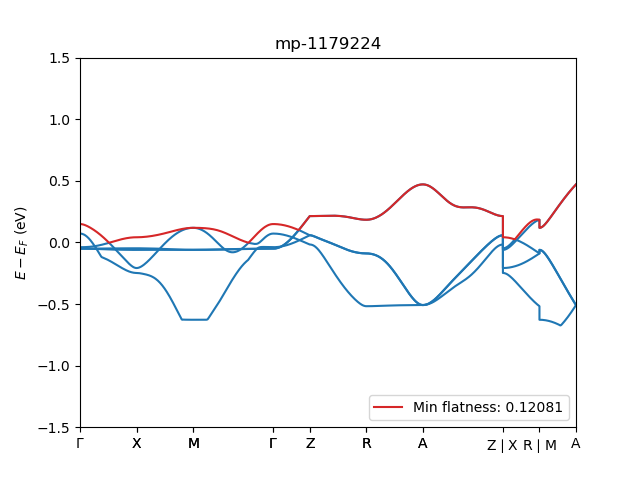 mp-1179224
1.5
1.0
0.5
0.0
−0.5
−1.0
−1.5
E − E_F (eV)
Min flatness: 0.12081
Γ X M Γ Z R A Z | X R | M A